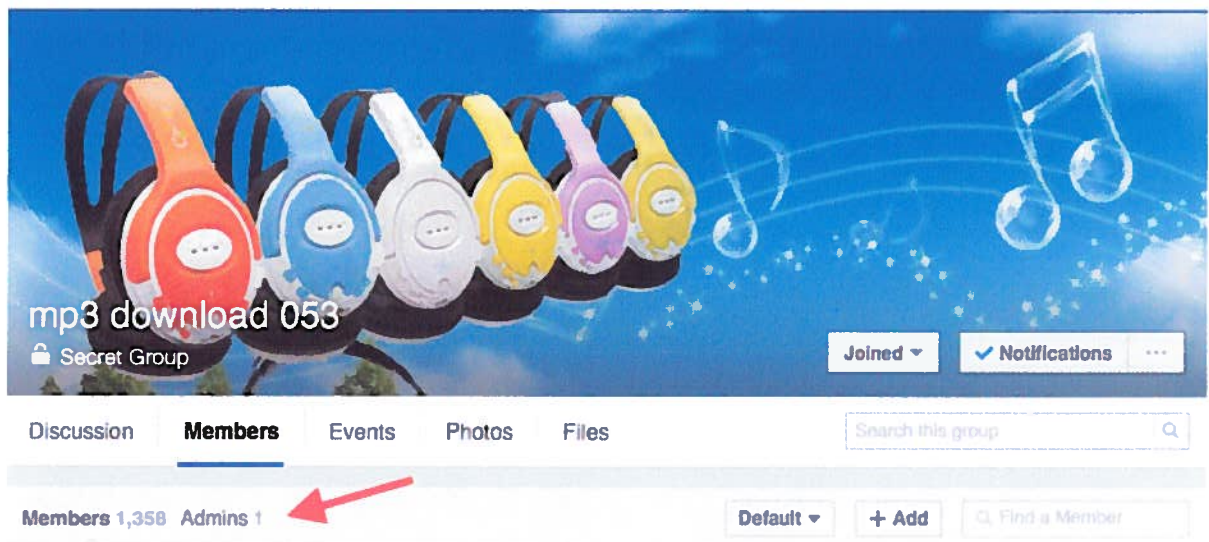 mp3 download 053
Secret Group
Joined
Notifications
Discussion Members Events Photos Files
Search this group
Members 1,358 Admins 1
Default + Add Find a Member